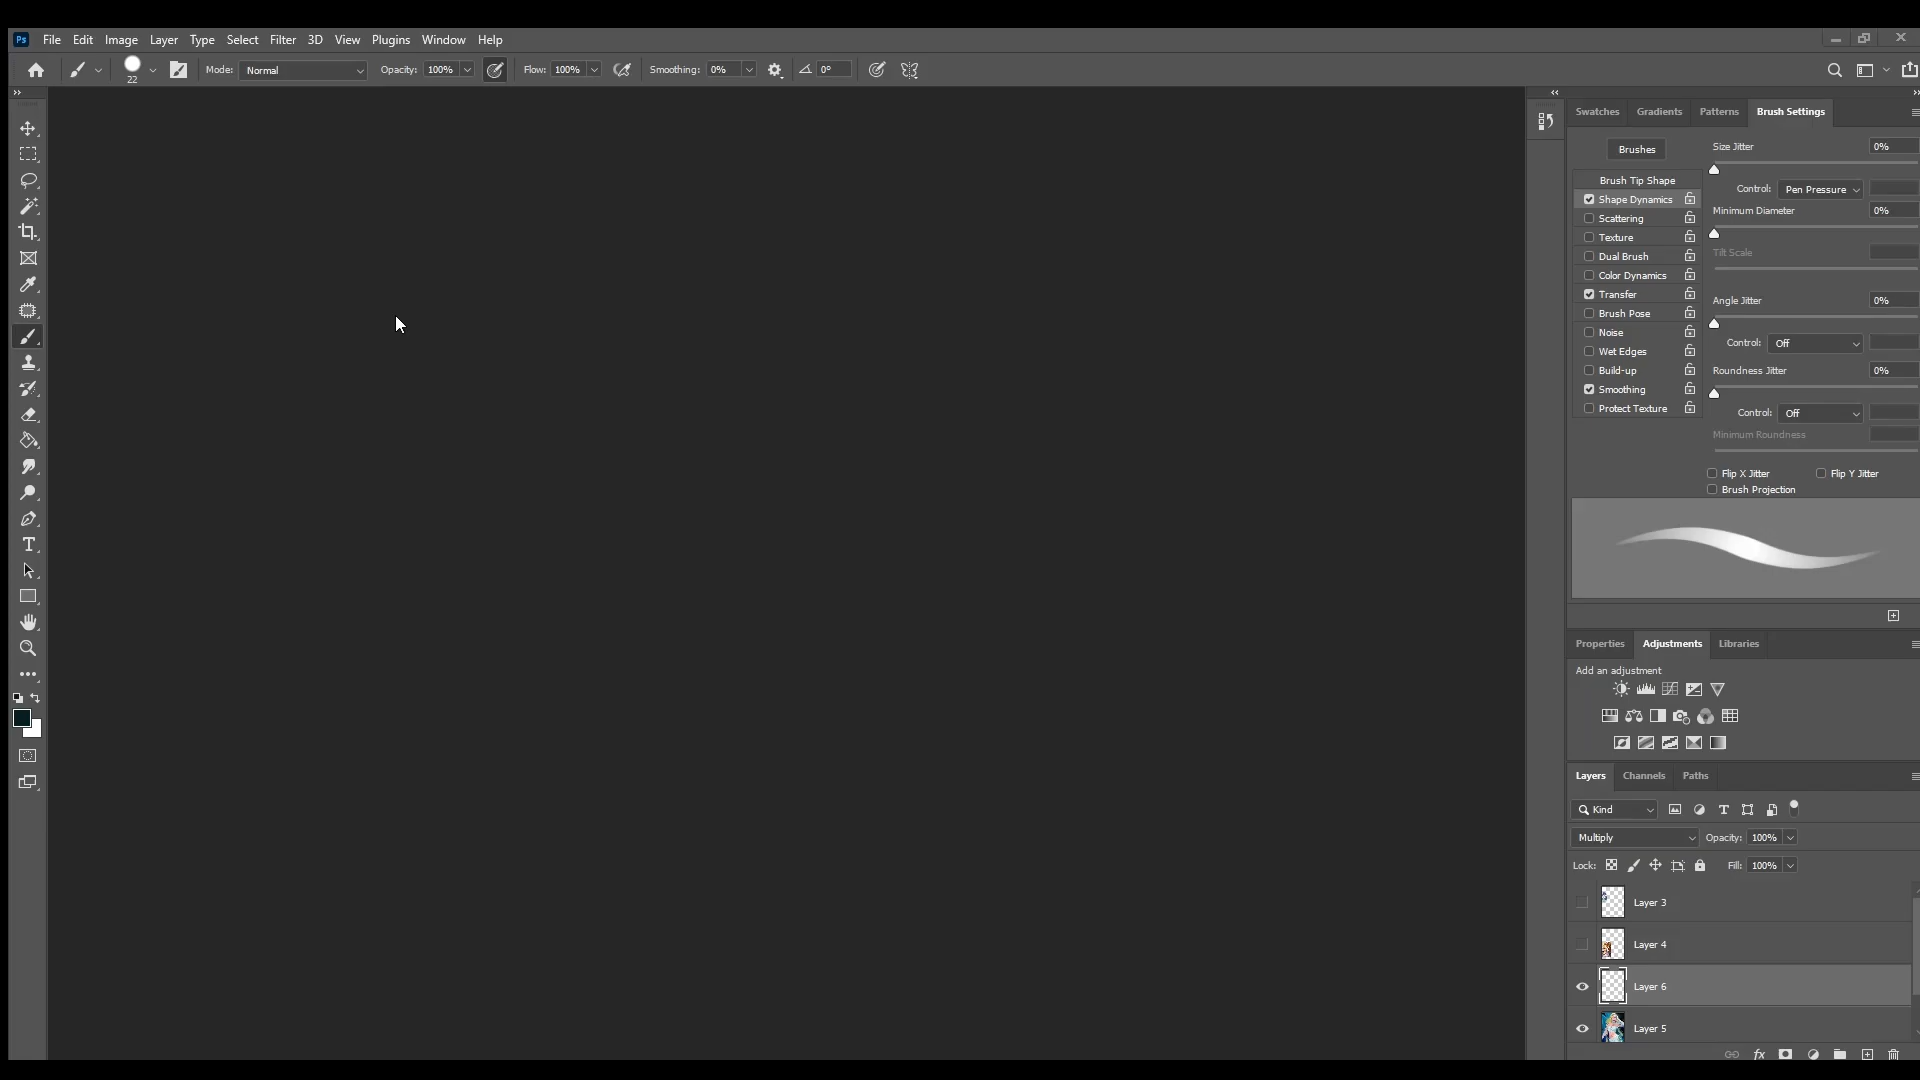 Ps File Edit Image Layer Type Select Filter 3D View Plugins Window Help
22 Mode: Normal Opacity: 100% Flow: 100% Smoothing: 0% 0°
Swatches Gradients Patterns Brush Settings
Brushes
Brush Tip Shape
Shape Dynamics
Scattering
Texture
Dual Brush
Color Dynamics
Transfer
Brush Pose
Noise
Wet Edges
Build-up
Smoothing
Protect Texture
Size Jitter 0%
Control: Pen Pressure
Minimum Diameter 0%
Tilt Scale
Angle Jitter 0%
Control: Off
Roundness Jitter 0%
Control: Off
Minimum Roundness
Flip X Jitter Flip Y Jitter
Brush Projection
Properties Adjustments Libraries
Add an adjustment
Layers Channels Paths
Kind
Multiply Opacity: 100%
Lock: Fill: 100%
Layer 3
Layer 4
Layer 6
Layer 5
fx